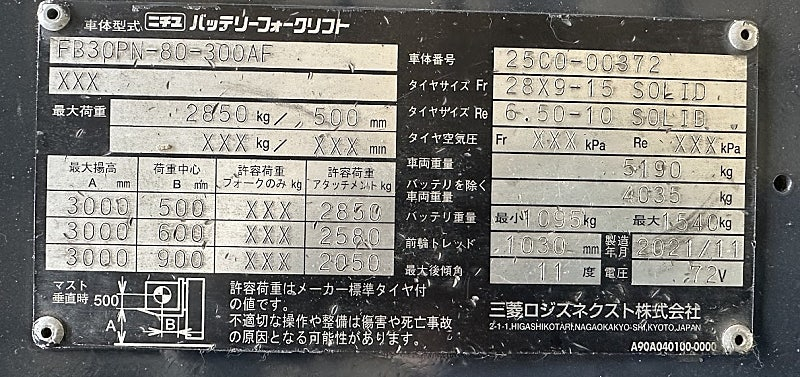 車体型式 ニチユ バッテリーフォークリフト
FB30PN-80-300AF
XXX
最大荷重 2850 kg/ 500 mm
XXX kg/ XXX mm
最大揚高 A mm 荷重中心 B mm 許容荷重 フォークのみ kg 許容荷重 アタッチメント付 kg
3000 500 XXX 2850
3000 600 XXX 2580
3000 900 XXX 2050
マスト垂直時 500 A B
許容荷重はメーカー標準タイヤ付
の値です。
不適切な操作や整備は傷害や死亡事故
の原因となる可能性があります。
車体番号 25C0-00372
タイヤサイズ Fr 28X9-15 SOLID
タイヤサイズ Re 6.50-10 SOLID
タイヤ空気圧 Fr XXX kPa Re XXX kPa
車両重量 5190 kg
バッテリを除く車両重量 4035 kg
バッテリ重量 最小 1095 kg 最大 1540 kg
前輪トレッド 1030 mm 製造年月 2021/11
最大後傾角 11 度 電圧 72 V
三菱ロジスネクスト株式会社
2-1-1,HIGASHIKOTARI,NAGAOKAKYO-SHI,KYOTO,JAPAN
A90A040100-0000